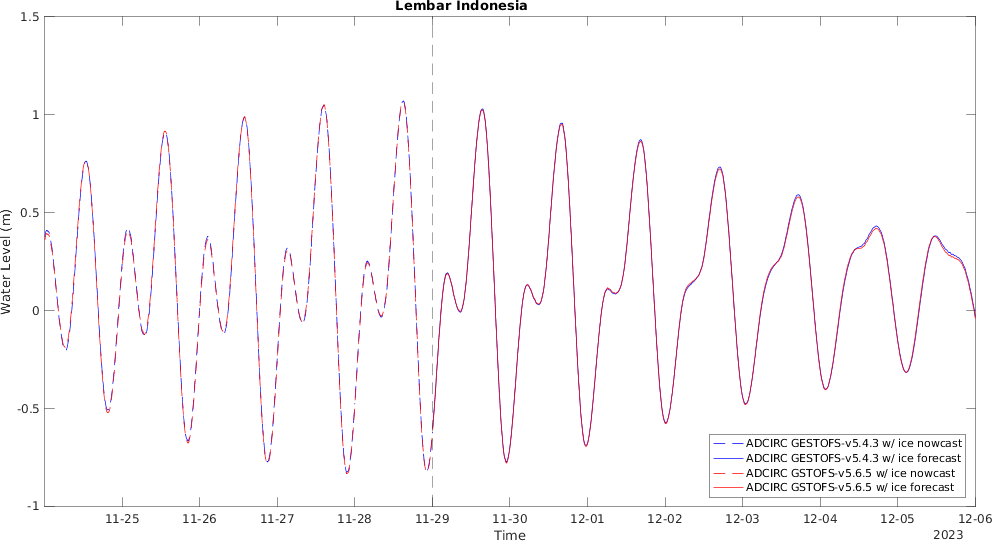 Lembar Indonesia
1.5
1
0.5
0
-0.5
-1
Water Level (m)
ADCIRC GESTOFS-v5.4.3 w/ ice nowcast
ADCIRC GESTOFS-v5.4.3 w/ ice forecast
ADCIRC GSTOFS-v5.6.5 w/ ice nowcast
ADCIRC GSTOFS-v5.6.5 w/ ice forecast
11-25 11-26 11-27 11-28 11-29 11-30 12-01 12-02 12-03 12-04 12-05 12-06
Time
2023